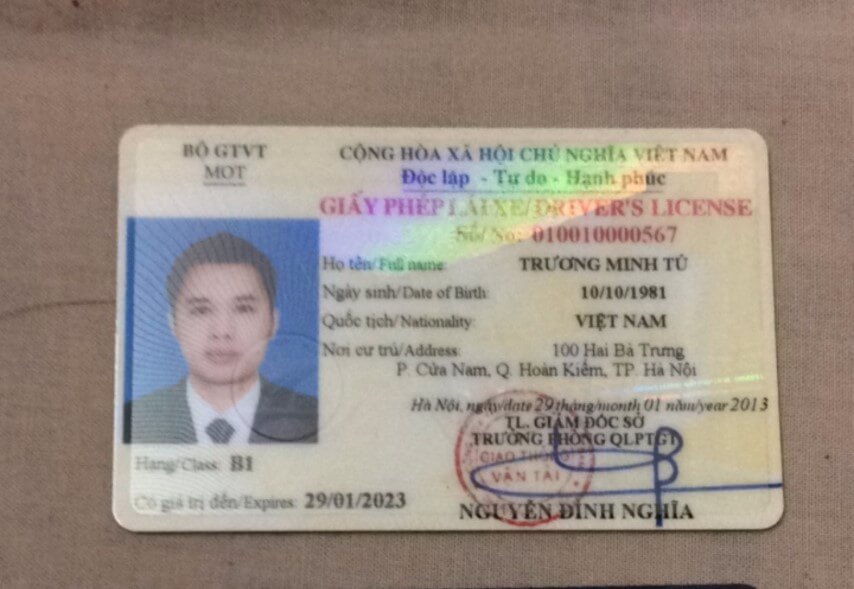 BỘ GTVT
MOT
CỘNG HÒA XÃ HỘI CHỦ NGHĨA VIỆT NAM
Độc lập - Tự do - Hạnh phúc
GIẤY PHÉP LÁI XE/DRIVER'S LICENSE
Số/No: 010010000567
Họ tên/Full name: TRƯƠNG MINH TÚ
Ngày sinh/Date of Birth: 10/10/1981
Quốc tịch/Nationality: VIỆT NAM
Nơi cư trú/Address: 100 Hai Bà Trưng
P. Cửa Nam, Q. Hoàn Kiếm, TP. Hà Nội
Hà Nội, ngày/date 29 tháng/month 01 năm/year 2013
TL. GIÁM ĐỐC SỞ
TRƯỞNG PHÒNG QLPTGT
GIAO THÔNG
VẬN TẢI
Hạng/Class: B1
Có giá trị đến/Expires: 29/01/2023
NGUYỄN ĐÌNH NGHĨA